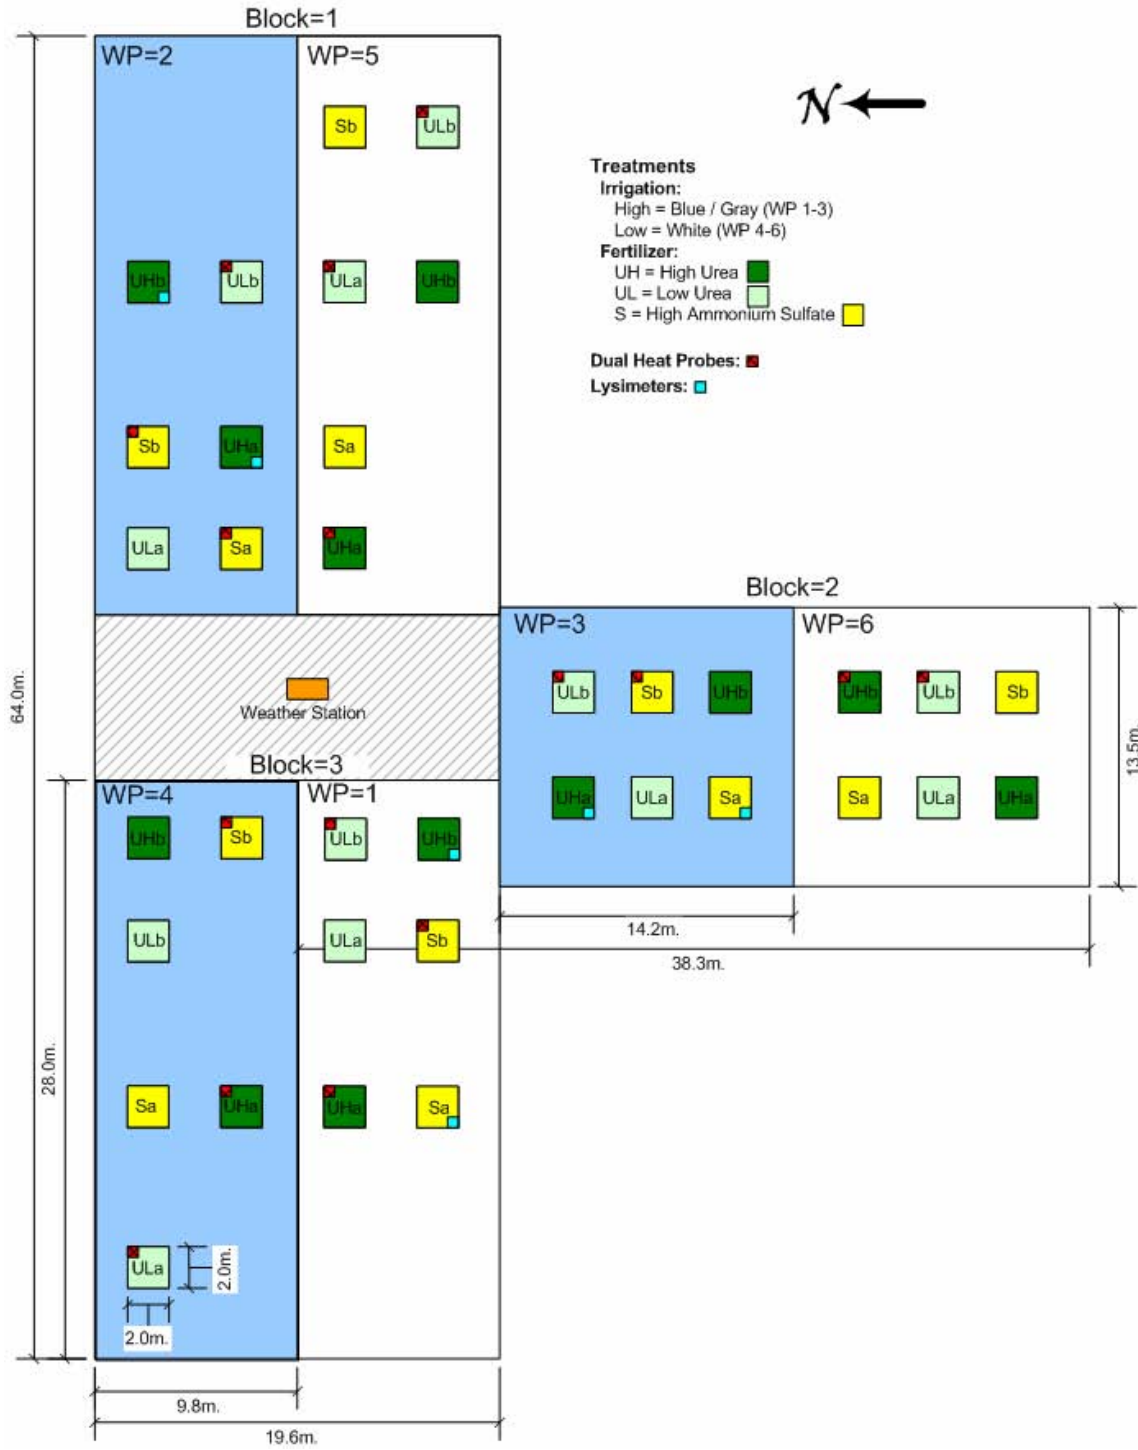 Block=1
WP=2 WP=5
Sb ULb
UHb ULb ULa UHb
Sb UHa Sa
ULa Sa UHa
N
Treatments
Irrigation:
High = Blue / Gray (WP 1-3)
Low = White (WP 4-6)
Fertilizer:
UH = High Urea
UL = Low Urea
S = High Ammonium Sulfate
Dual Heat Probes:
Lysimeters:
64.0m.
Weather Station
Block=2
WP=3 WP=6
ULb Sb UHb UHb ULb Sb
UHa ULa Sa Sa ULa UHa
13.5m.
14.2m.
38.3m.
Block=3
WP=4 WP=1
UHb Sb ULb UHb
ULb ULa Sb
Sa UHa UHa Sa
28.0m.
ULa
2.0m.
2.0m.
9.8m.
19.6m.